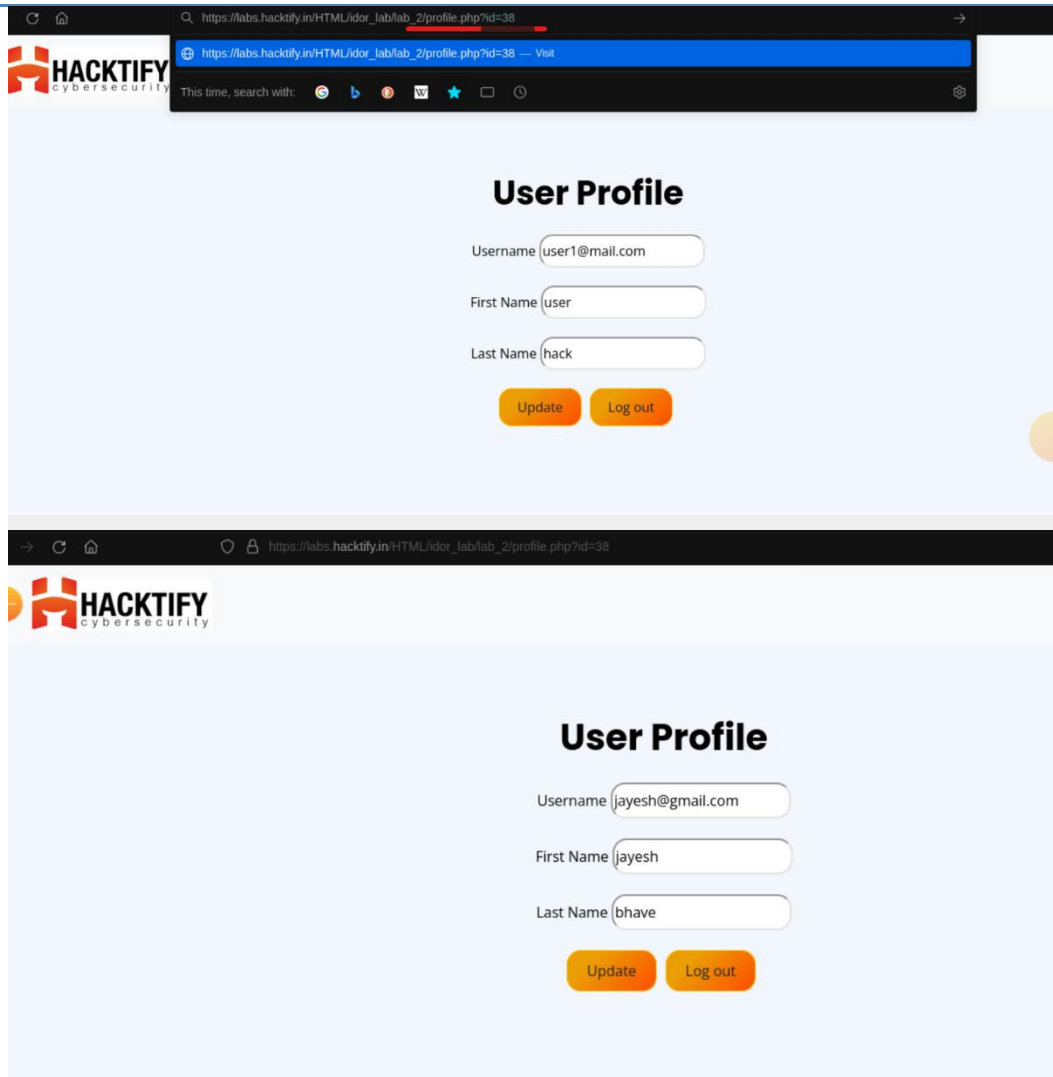 https://labs.hacktify.in/HTML/idor_lab/lab_2/profile.php?id=38
https://labs.hacktify.in/HTML/idor_lab/lab_2/profile.php?id=38 — Visit
HACKTIFY
cybersecurity
This time, search with:
User Profile
Username user1@mail.com
First Name user
Last Name hack
Update Log out
https://labs.hacktify.in/HTML/idor_lab/lab_2/profile.php?id=38
HACKTIFY
cybersecurity
User Profile
Username jayesh@gmail.com
First Name jayesh
Last Name bhave
Update Log out